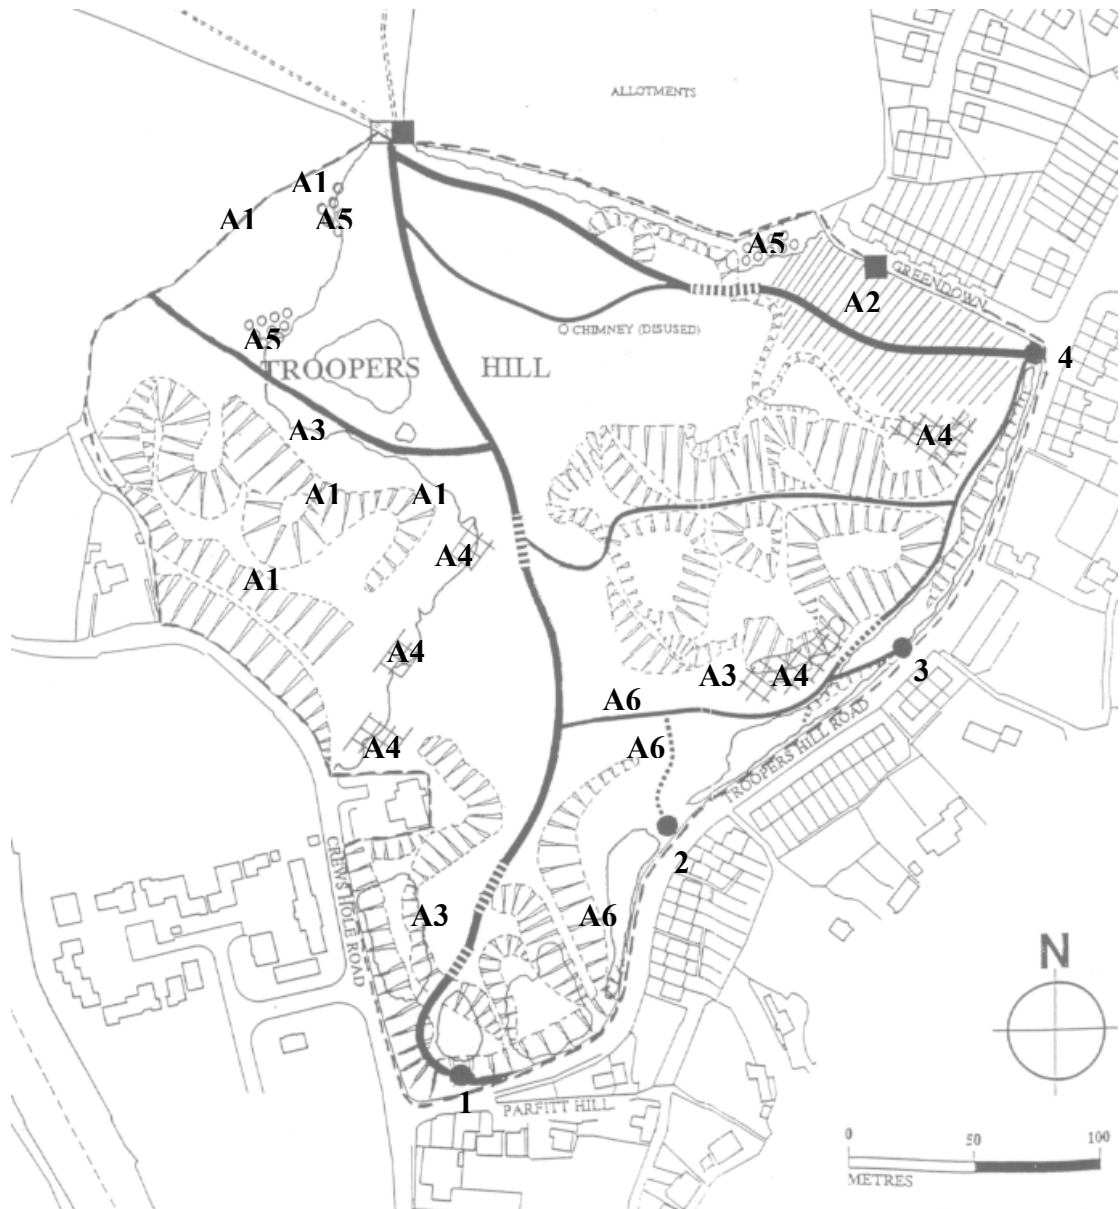 ALLOTMENTS
A1
A1
A5
A5
GREENDOWN
A2
CHIMNEY (DISUSED)
A5
TROOPERS HILL
4
A3
A4
A1
A1
A4
A1
A4
A3
A4
3
A6
A6
A4
TROOPERS HILL ROAD
2
CREWS HOLE ROAD
A3
A6
N
1
PARFITT HILL
0 50 100
METRES